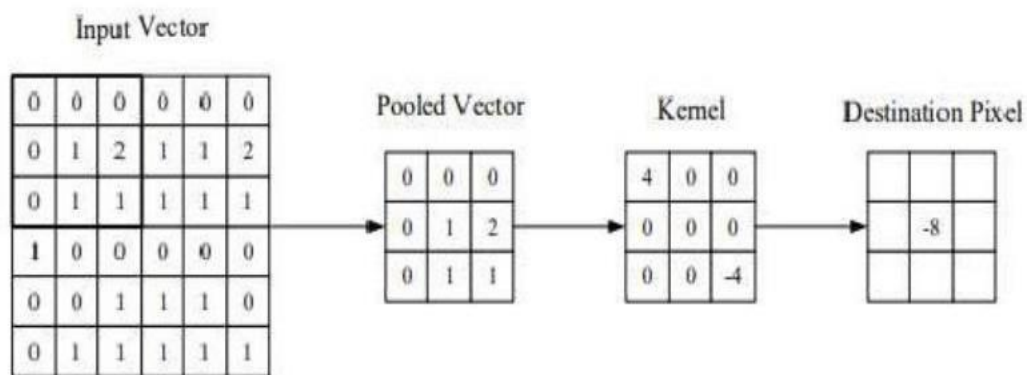 Input Vector
0 0 0 0 0 0
0 1 2 1 1 2
0 1 1 1 1 1
1 0 0 0 0 0
0 0 1 1 1 0
0 1 1 1 1 1
Pooled Vector
0 0 0
0 1 2
0 1 1
Kernel
4 0 0
0 0 0
0 0 -4
Destination Pixel
-8